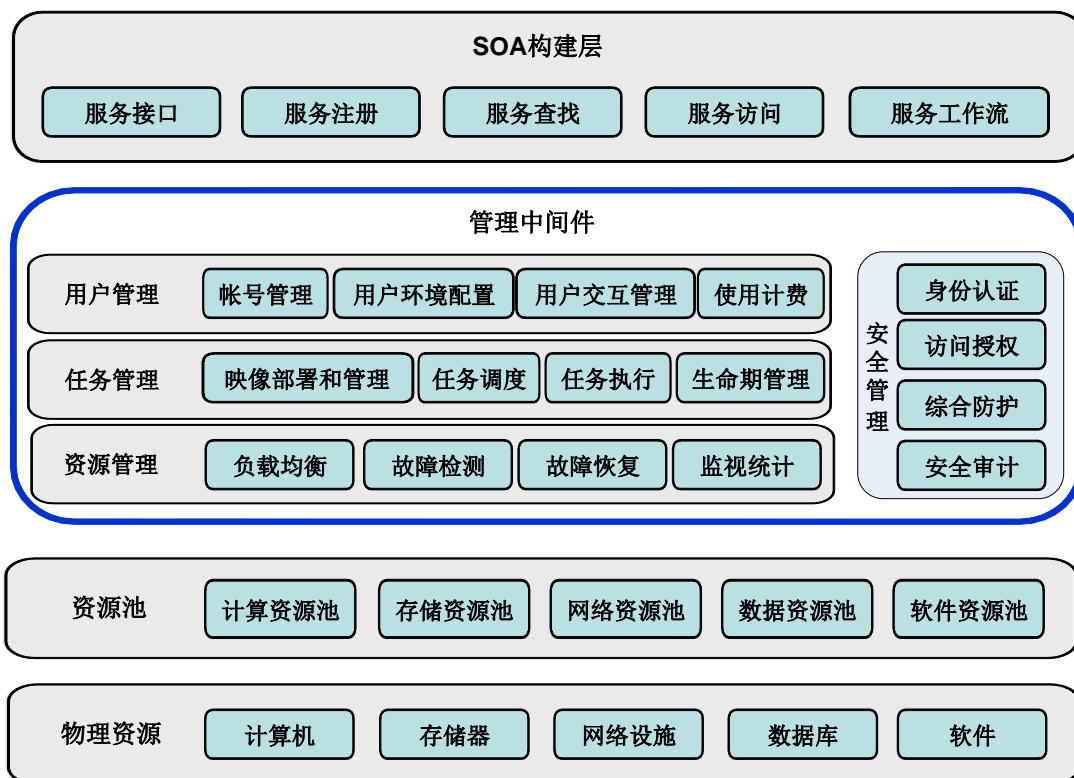 SOA构建层
服务接口 服务注册 服务查找 服务访问 服务工作流
管理中间件
用户管理 帐号管理 用户环境配置 用户交互管理 使用计费
任务管理 映像部署和管理 任务调度 任务执行 生命期管理
资源管理 负载均衡 故障检测 故障恢复 监视统计
安全管理
身份认证
访问授权
综合防护
安全审计
资源池 计算资源池 存储资源池 网络资源池 数据资源池 软件资源池
物理资源 计算机 存储器 网络设施 数据库 软件